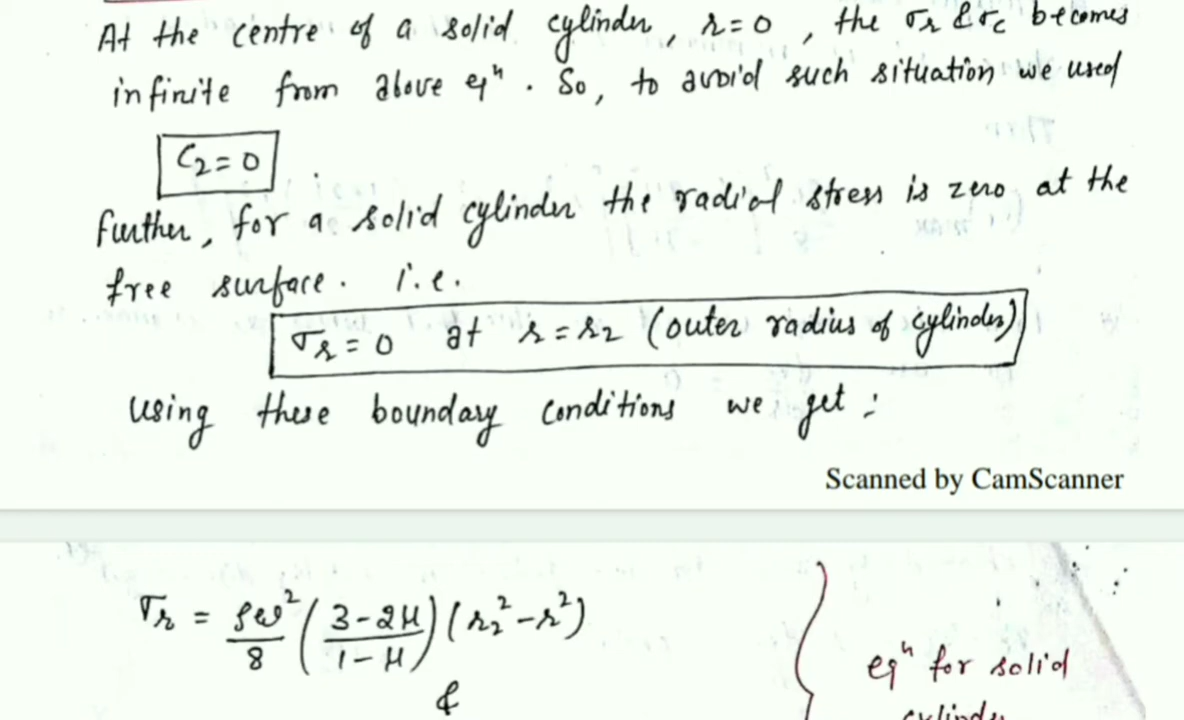 At the centre of a solid cylinder, r=0, the σr & σc becomes
infinite from above eqⁿ. So, to avoid such situation we used
C₂=0
further, for a solid cylinder the radial stress is zero at the
free surface. i.e.
σr=0 at r=r₂ (outer radius of cylinder)
using these boundary conditions we get :
Scanned by CamScanner
σr = ρω²/8 (3-2μ/1-μ) (r₂²-r²)
&
eqⁿ for solid
cylinder